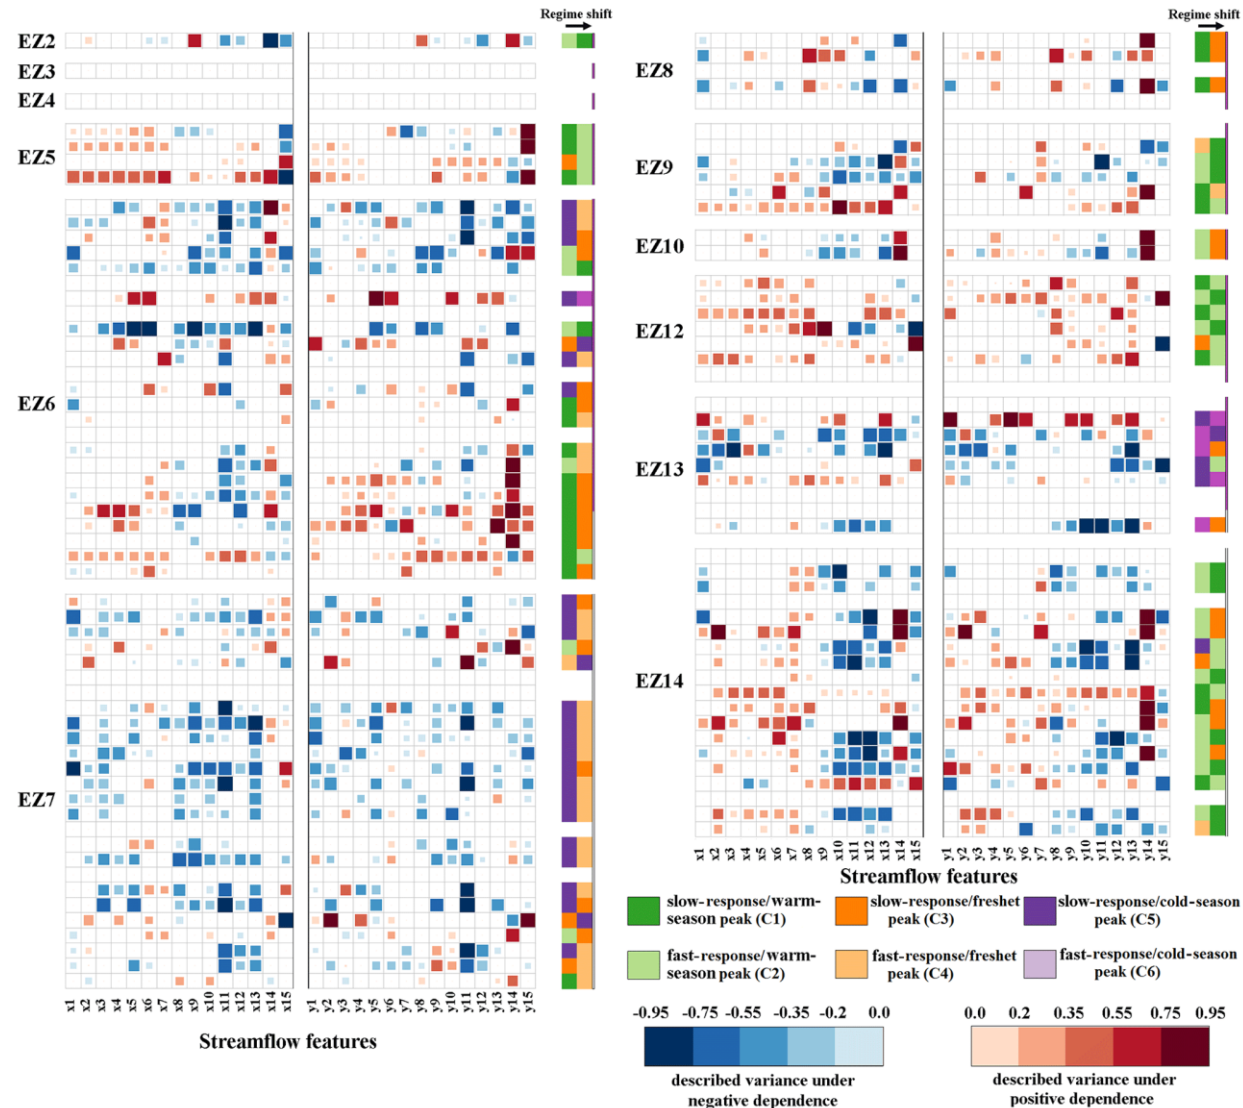 Regime shift
EZ2
EZ3
EZ4
EZ5
EZ6
EZ7
x1 x2 x3 x4 x5 x6 x7 x8 x9 x10 x11 x12 x13 x14 x15
y1 y2 y3 y4 y5 y6 y7 y8 y9 y10 y11 y12 y13 y14 y15
Streamflow features
Regime shift
EZ8
EZ9
EZ10
EZ12
EZ13
EZ14
x1 x2 x3 x4 x5 x6 x7 x8 x9 x10 x11 x12 x13 x14 x15
y1 y2 y3 y4 y5 y6 y7 y8 y9 y10 y11 y12 y13 y14 y15
Streamflow features
slow-response/warm-
season peak (C1)
slow-response/freshet
peak (C3)
slow-response/cold-season
peak (C5)
fast-response/warm-
season peak (C2)
fast-response/freshet
peak (C4)
fast-response/cold-season
peak (C6)
-0.95 -0.75 -0.55 -0.35 -0.2 0.0
described variance under
negative dependence
0.0 0.2 0.35 0.55 0.75 0.95
described variance under
positive dependence